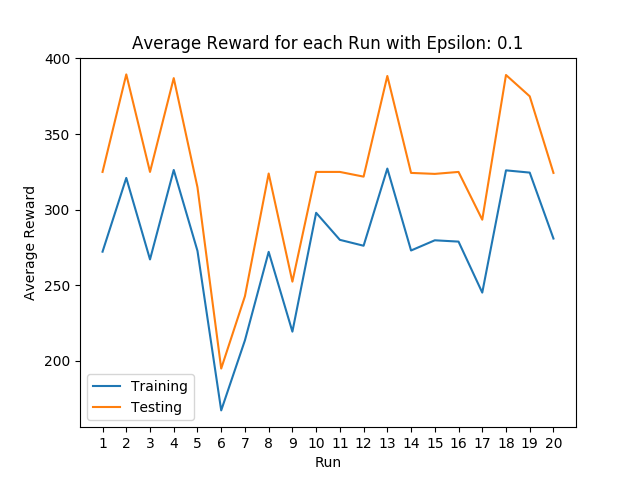 Average Reward for each Run with Epsilon: 0.1
400
350
300
250
200
Average Reward
Training
Testing
1 2 3 4 5 6 7 8 9 10 11 12 13 14 15 16 17 18 19 20
Run